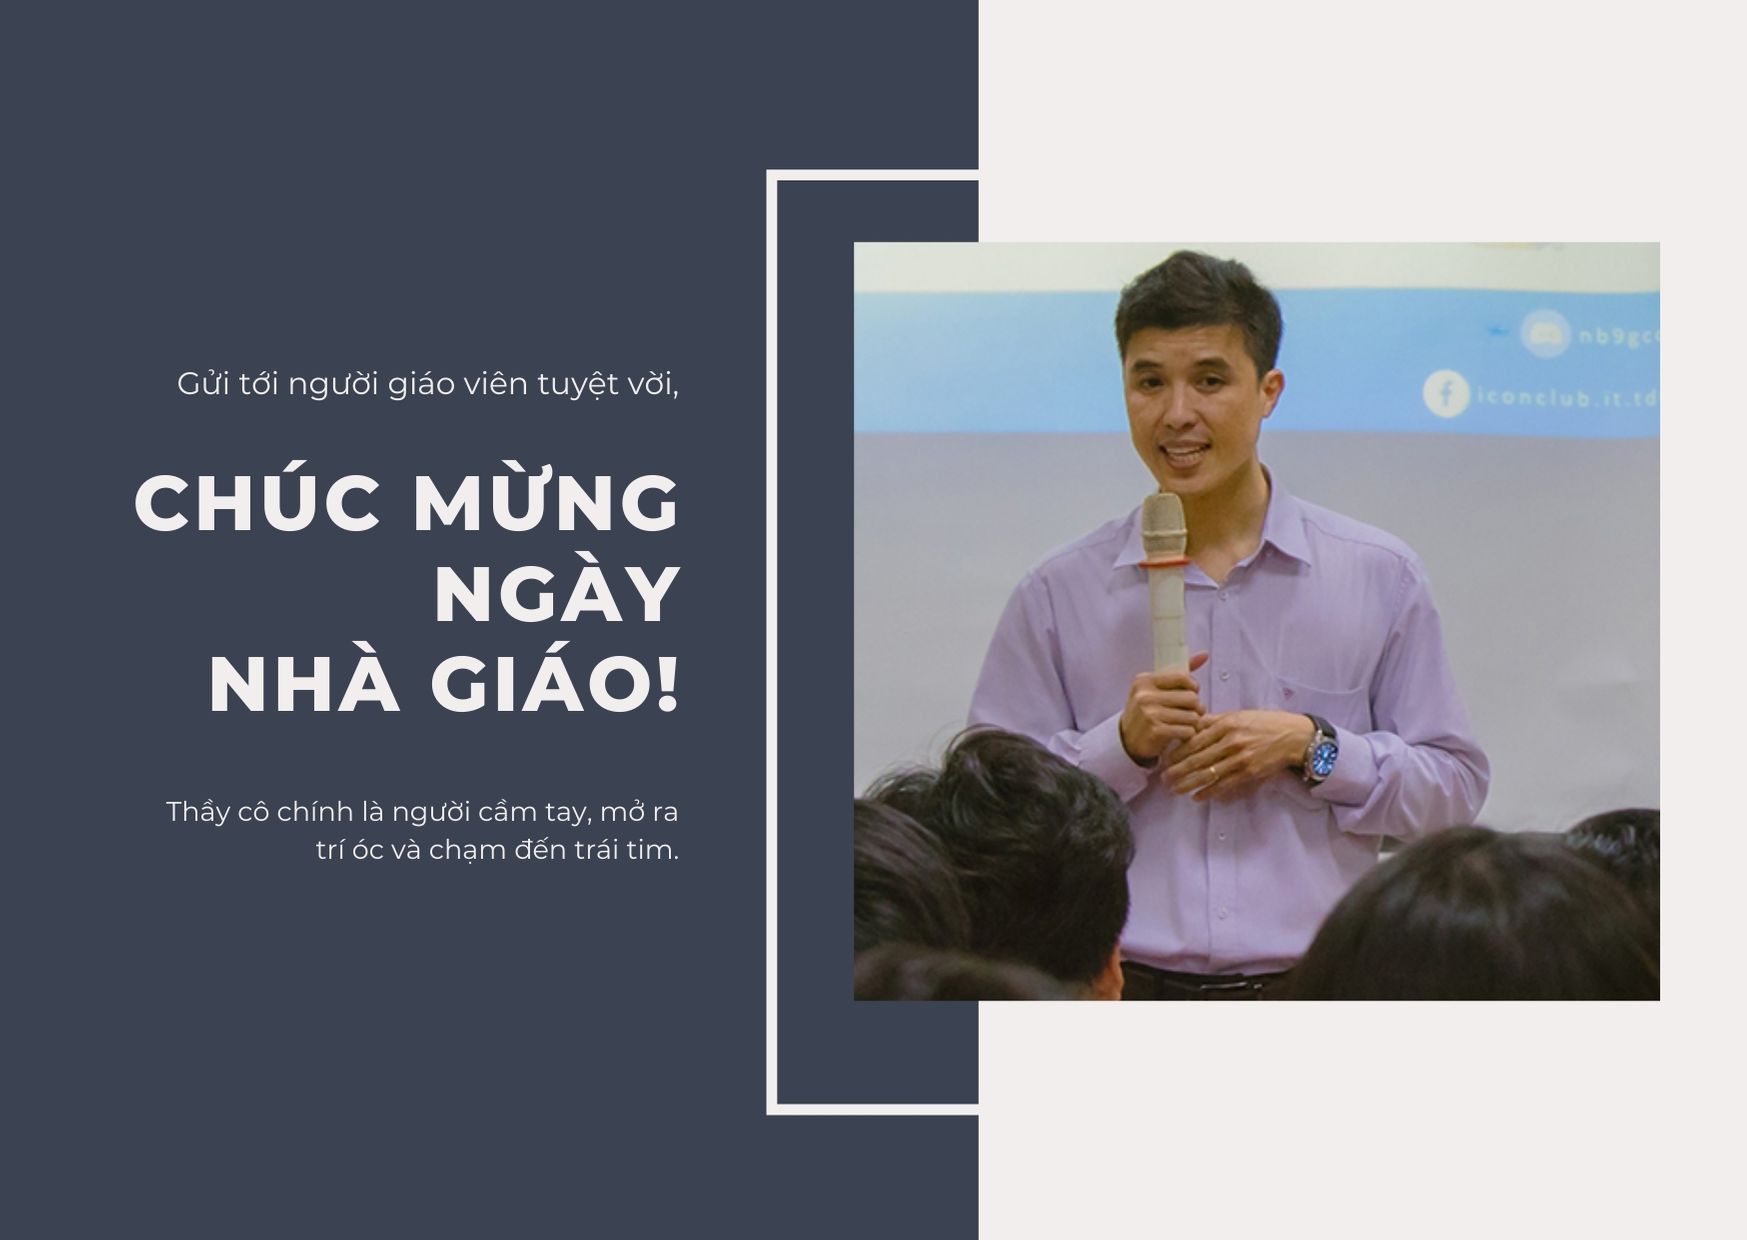 Gửi tới người giáo viên tuyệt vời,
CHÚC MỪNG
NGÀY
NHÀ GIÁO!
Thầy cô chính là người cầm tay, mở ra
trí óc và chạm đến trái tim.
nb9gc
iconclub.it.td